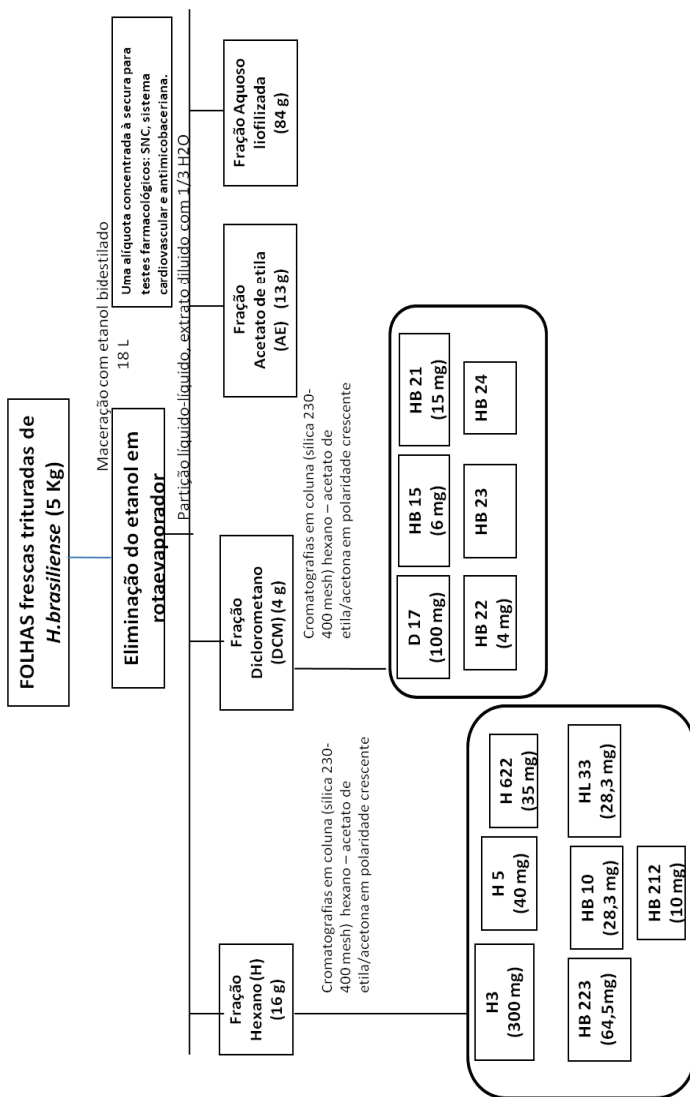 FOLHAS frescas trituradas de
H.brasiliense (5 Kg)
Maceração com etanol bidestilado
18 L
Eliminação do etanol em
rotaevaporador
Uma alíquota concentrada à secura para
testes farmacológicos: SNC, sistema
cardiovascular e antimicobaceriana.
Partição líquido-líquido, extrato diluido com 1/3 H2O
Fração
Hexano (H)
(16 g)
Fração
Diclorometano
(DCM) (4 g)
Fração
Acetato de etila
(AE) (13 g)
Fração Aquoso
liofilizada
(84 g)
Cromatografias em coluna (sílica 230-
400 mesh) hexano – acetato de
etila/acetona em polaridade crescente
Cromatografias em coluna (sílica 230-
400 mesh) hexano – acetato de
etila/acetona em polaridade crescente
H3
(300 mg)
H 5
(40 mg)
H 622
(35 mg)
HB 223
(64,5mg)
HB 10
(28,3 mg)
HL 33
(28,3 mg)
HB 212
(10 mg)
D 17
(100 mg)
HB 15
(6 mg)
HB 21
(15 mg)
HB 22
(4 mg)
HB 23
HB 24